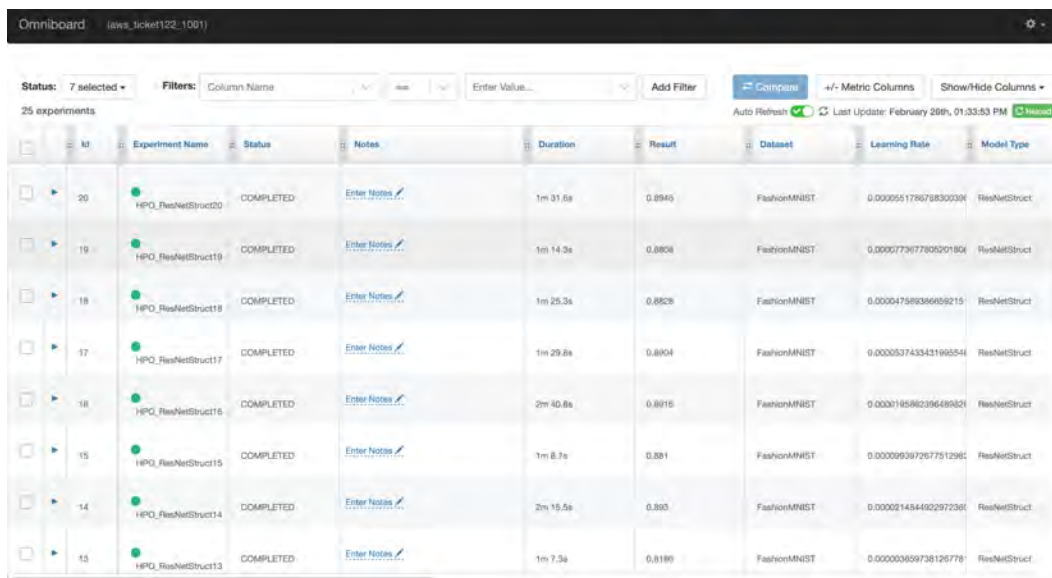 Omniboard (aws_ticket122_1001)
Status: 7 selected Filters: Column Name == Enter Value... Add Filter Compare +/- Metric Columns Show/Hide Columns
25 experiments Auto Refresh Last Update: February 26th, 01:33:53 PM Reload
Id Experiment Name Status Notes Duration Result Dataset Learning Rate Model Type
20 HPO_ResNetStruct20 COMPLETED Enter Notes 1m 31.6s 0.8945 FashionMNIST ResNetStruct
19 HPO_ResNetStruct19 COMPLETED Enter Notes 1m 14.3s 0.8808 FashionMNIST ResNetStruct
18 HPO_ResNetStruct18 COMPLETED Enter Notes 1m 25.3s 0.8828 FashionMNIST ResNetStruct
17 HPO_ResNetStruct17 COMPLETED Enter Notes 1m 29.8s 0.8904 FashionMNIST ResNetStruct
16 HPO_ResNetStruct16 COMPLETED Enter Notes 2m 40.8s 0.8916 FashionMNIST ResNetStruct
15 HPO_ResNetStruct15 COMPLETED Enter Notes 1m 8.7s 0.881 FashionMNIST ResNetStruct
14 HPO_ResNetStruct14 COMPLETED Enter Notes 2m 15.5s 0.893 FashionMNIST ResNetStruct
13 HPO_ResNetStruct13 COMPLETED Enter Notes 1m 7.3s 0.8186 FashionMNIST ResNetStruct